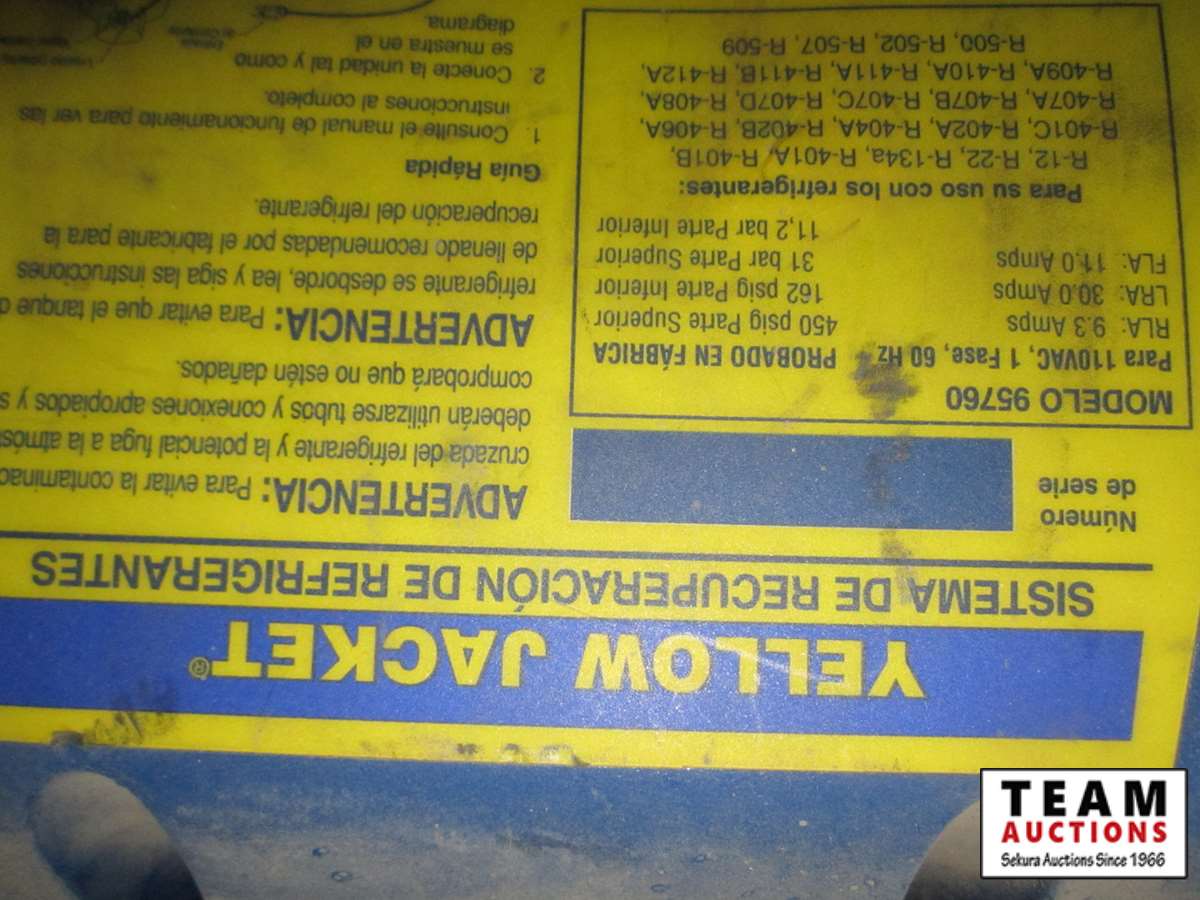 YELLOW JACKET®
SISTEMA DE RECUPERACIÓN DE REFRIGERANTES
Número
de serie
MODELO 95760
Para 110VAC, 1 Fase, 60 Hz PROBADO EN FÁBRICA
RLA: 9.3 Amps 450 psig Parte Superior
LRA: 30.0 Amps 162 psig Parte Inferior
FLA: 11.0 Amps 31 bar Parte Superior
11,2 bar Parte Inferior
Para su uso con los refrigerantes:
R-12, R-22, R-134a, R-401A, R-401B,
R-401C, R-402A, R-402B, R-404A, R-406A,
R-407A, R-407B, R-407C, R-407D, R-408A,
R-409A, R-410A, R-411A, R-411B, R-412A,
R-500, R-502, R-507, R-509
ADVERTENCIA: Para evitar la
cruzada del refrigerante y la potencial fuga a la
deberán utilizarse tubos y conexiones apropiados y
comprobará que no estén dañados.
ADVERTENCIA: Para evitar que el tanque
refrigerante se desborde, lea y siga las instrucciones
de llenado recomendadas por el fabricante para la
recuperación del refrigerante.
Guía Rápida
1. Consulte el manual de funcionamiento para ver las
instrucciones al completo.
2. Conecte la unidad tal y como
se muestra en el
diagrama.
TEAM
AUCTIONS
Sekura Auctions Since 1966